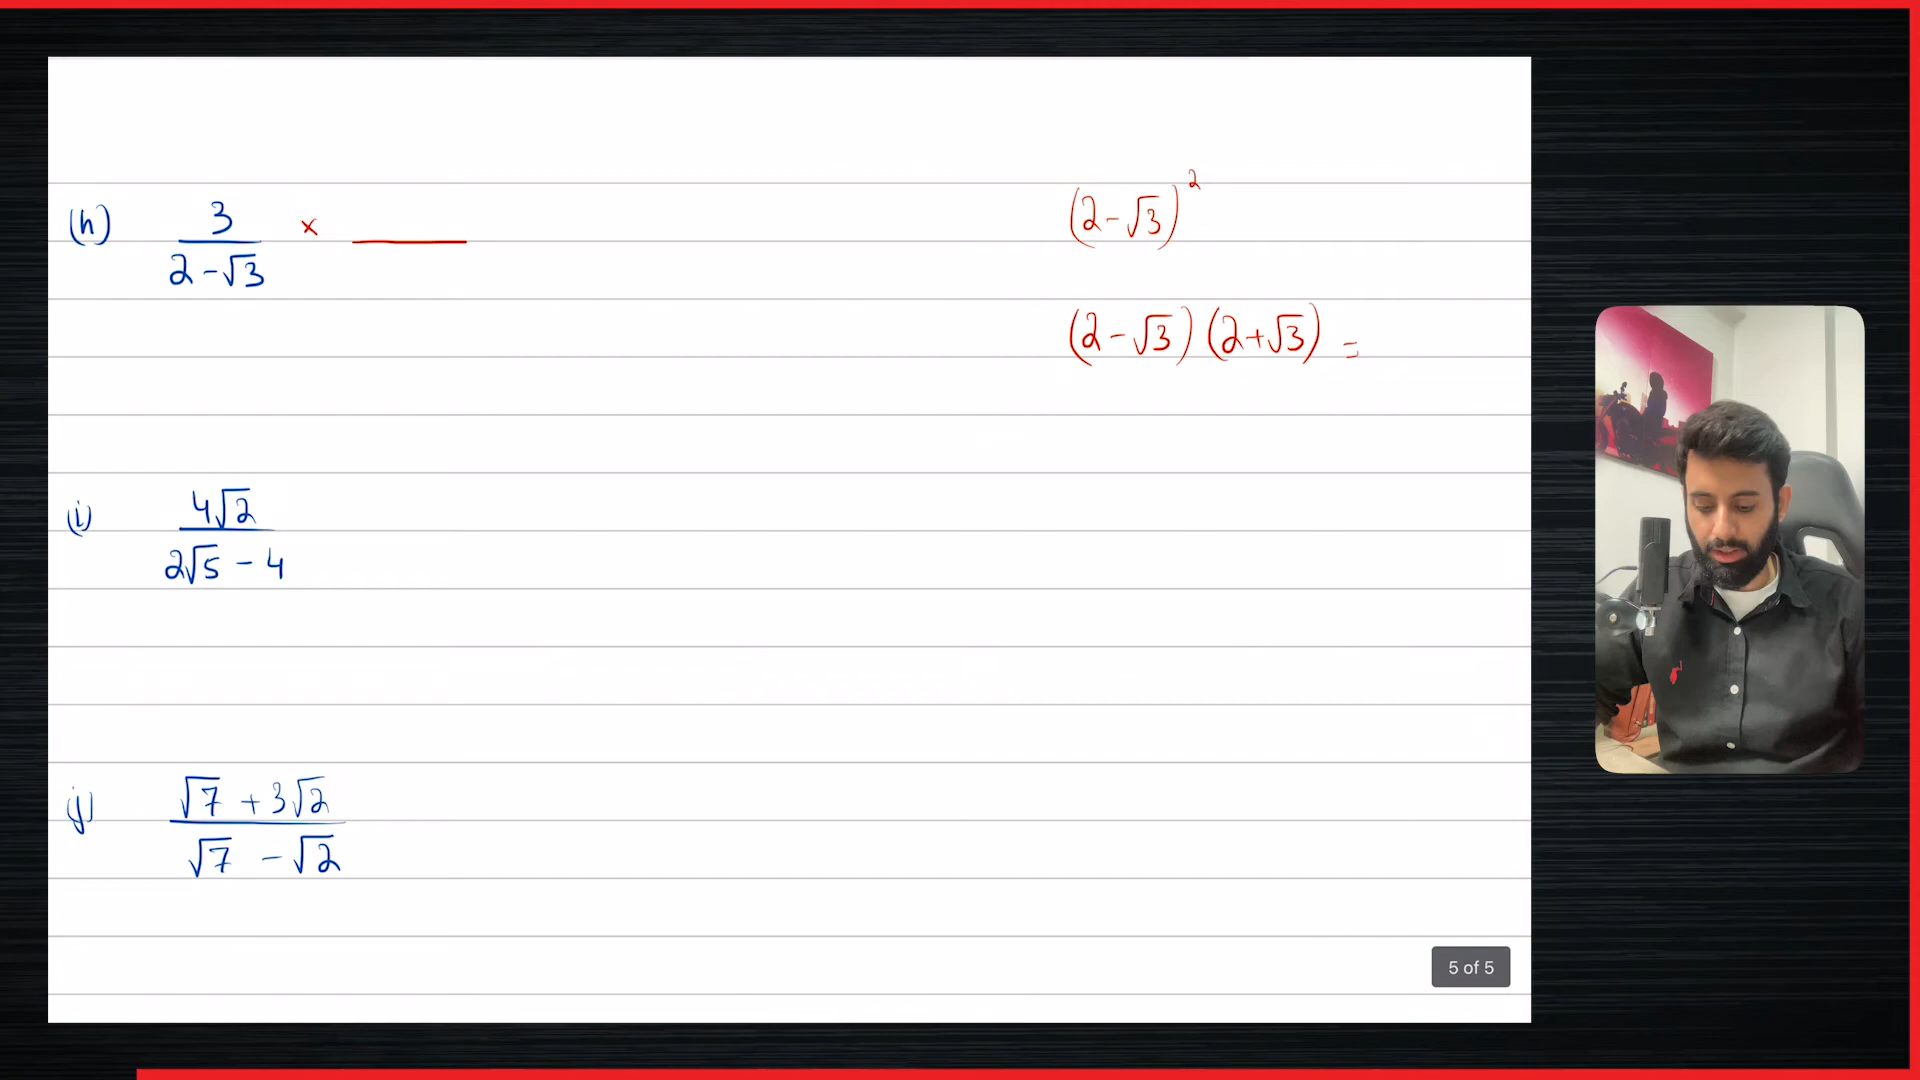 (h) 3/(2-√3) × ___
(2-√3)²
(2-√3)(2+√3) =
(i) 4√2/(2√5 - 4)
(j) (√7 + 3√2)/(√7 - √2)
5 of 5